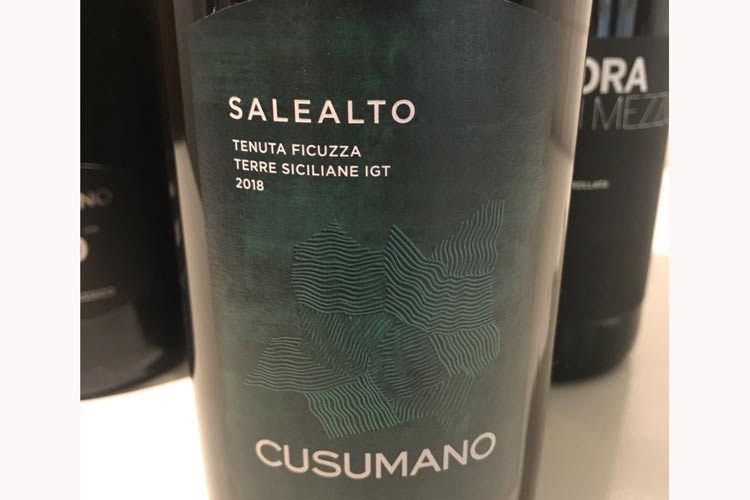 SALEALTO
TENUTA FICUZZA
TERRE SICILIANE IGT
2018
CUSUMANO